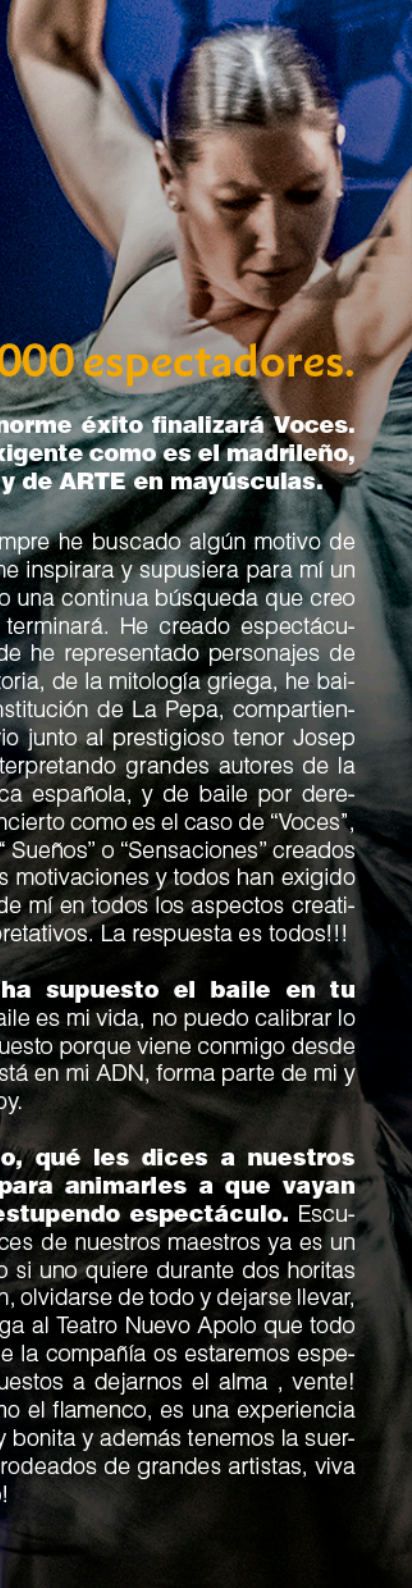 000 espectadores.
norme éxito finalizará Voces.
xigente como es el madrileño,
y de ARTE en mayúsculas.
mpre he buscado algún motivo de
ne inspirara y supusiera para mí un
o una continua búsqueda que creo
terminará. He creado espectácu-
de he representado personajes de
toria, de la mitología griega, he bai-
nstitución de La Pepa, compartien-
rio junto al prestigioso tenor Josep
terpretando grandes autores de la
ca española, y de baile por dere-
ncierto como es el caso de “Voces”,
“ Sueños” o “Sensaciones” creados
s motivaciones y todos han exigido
de mí en todos los aspectos creati-
pretativos. La respuesta es todos!!!
ha supuesto el baile en tu
aile es mi vida, no puedo calibrar lo
uesto porque viene conmigo desde
stá en mi ADN, forma parte de mi y
oy.
o, qué les dices a nuestros
para animarles a que vayan
estupendo espectáculo. Escu-
ces de nuestros maestros ya es un
o si uno quiere durante dos horitas
n, olvidarse de todo y dejarse llevar,
ga al Teatro Nuevo Apolo que todo
e la compañía os estaremos espe-
uestos a dejarnos el alma , vente!
no el flamenco, es una experiencia
y bonita y además tenemos la suer-
rodeados de grandes artistas, viva
o!